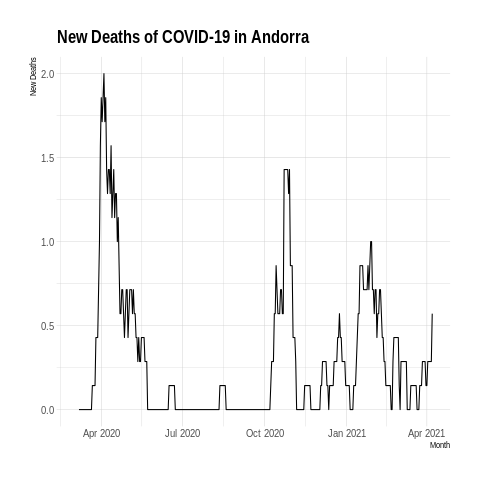 New Deaths of COVID-19 in Andorra
New Deaths
2.0
1.5
1.0
0.5
0.0
Apr 2020 Jul 2020 Oct 2020 Jan 2021 Apr 2021
Month